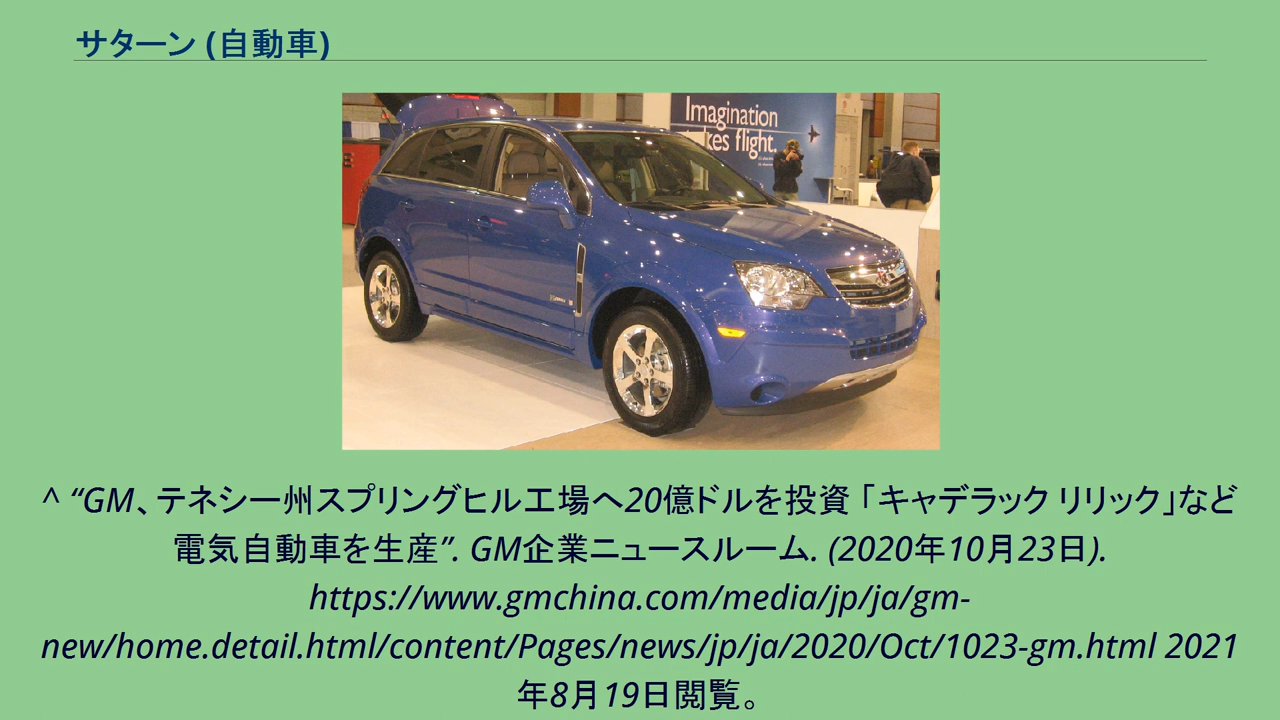 サターン (自動車)
Imagination
takes flight.
^ “GM、テネシー州スプリングヒル工場へ20億ドルを投資 「キャデラック リリック」など
電気自動車を生産”. GM企業ニュースルーム. (2020年10月23日).
https://www.gmchina.com/media/jp/ja/gm-
new/home.detail.html/content/Pages/news/jp/ja/2020/Oct/1023-gm.html 2021
年8月19日閲覧。